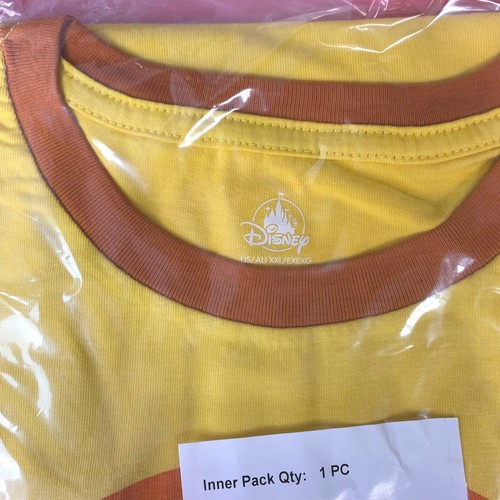 Disney
US/AU XXL/EXEXG
Inner Pack Qty: 1 PC